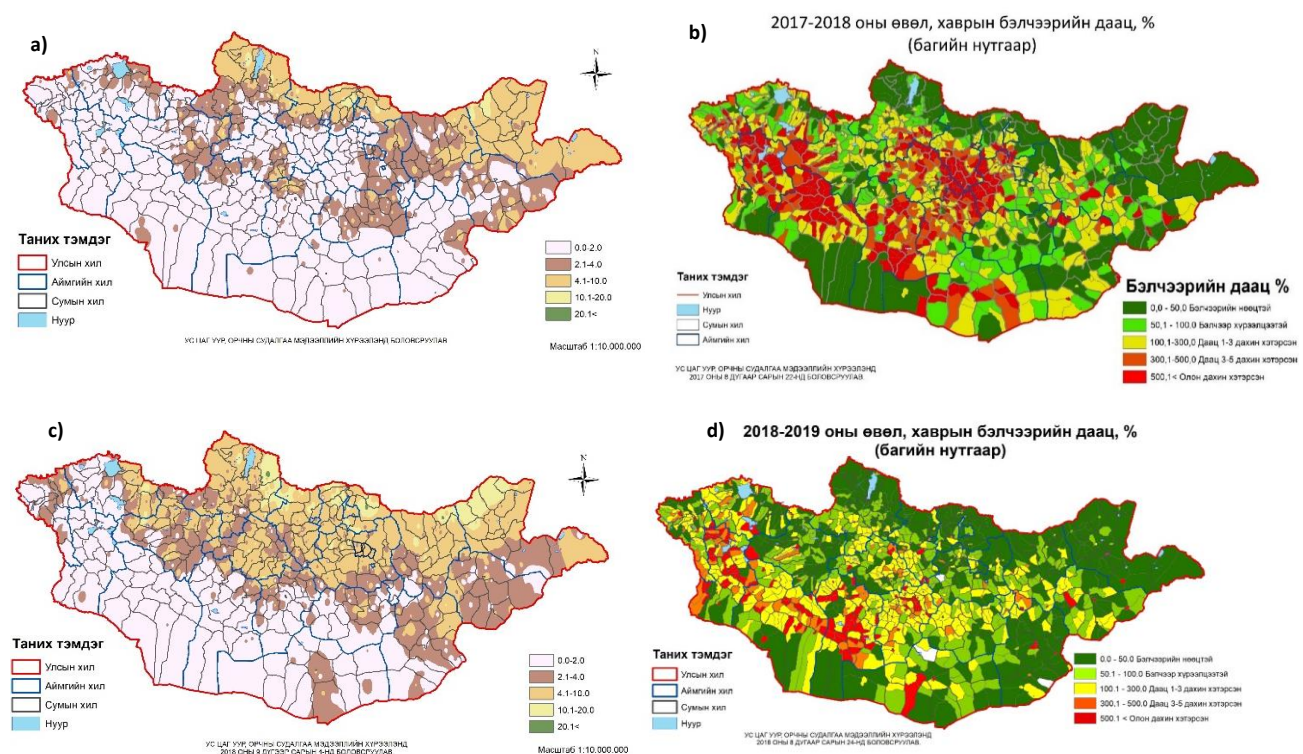 a)
N
Таних тэмдэг
Улсын хил
Аймгийн хил
Сумын хил
Нуур
0.0-2.0
2.1-4.0
4.1-10.0
10.1-20.0
20.1<
УС ЦАГ УУР, ОРЧНЫ СУДАЛГАА МЭДЭЭЛЛИЙН ХҮРЭЭЛЭНД БОЛОВСРУУЛАВ
Масштаб 1:10.000.000
b)
2017-2018 оны өвөл, хаврын бэлчээрийн даац, %
(багийн нутгаар)
Таних тэмдэг
Улсын хил
Нуур
Сумын хил
Аймгийн хил
Бэлчээрийн даац %
0,0 - 50,0 Бэлчээрийн нөөцтэй
50,1 - 100.0 Бэлчээр хүрэлцээтэй
100,1-300,0 Даац 1-3 дахин хэтэрсэн
300,1-500,0 Даац 3-5 дахин хэтэрсэн
500,1< Олон дахин хэтэрсэн
УС ЦАГ УУР, ОРЧНЫ СУДАЛГАА МЭДЭЭЛЛИЙН ХҮРЭЭЛЭНД
2017 ОНЫ 8 ДУГААР САРЫН 22-НД БОЛОВСРУУЛАВ.
c)
N
Таних тэмдэг
Улсын хил
Аймгийн хил
Сумын хил
Нуур
0.0-2.0
2.1-4.0
4.1-10.0
10.1-20.0
20.1<
УС ЦАГ УУР, ОРЧНЫ СУДАЛГАА МЭДЭЭЛЛИЙН ХҮРЭЭЛЭНД
2018 ОНЫ 9 ДҮГЭЭР САРЫН 4-НД БОЛОВСРУУЛАВ
Масштаб 1:10.000.000
d)
2018-2019 оны өвөл, хаврын бэлчээрийн даац, %
(багийн нутгаар)
Таних тэмдэг
Улсын хил
Аймгийн хил
Сумын хил
Нуур
0.0 - 50.0 Бэлчээрийн нөөцтэй
50.1 - 100.0 Бэлчээр хүрэлцээтэй
100.1 - 300.0 Даац 1-3 дахин хэтэрсэн
300.1 - 500.0 Даац 3-5 дахин хэтэрсэн
500.1 < Олон дахин хэтэрсэн
УС ЦАГ УУР, ОРЧНЫ СУДАЛГАА МЭДЭЭЛЛИЙН ХҮРЭЭЛЭНД
2018 ОНЫ 8 ДУГААР САРЫН 24-НД БОЛОВСРУУЛАВ.